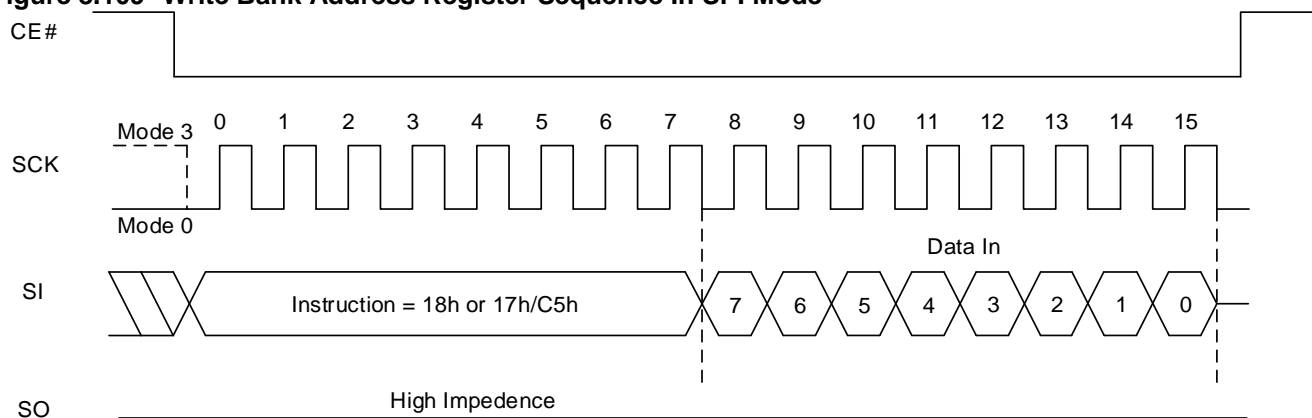 Figure 8.109 Write Bank Address Register Sequence In SPI Mode
CE#
Mode 3 0 1 2 3 4 5 6 7 8 9 10 11 12 13 14 15
SCK
Mode 0
Data In
SI
Instruction = 18h or 17h/C5h 7 6 5 4 3 2 1 0
High Impedence
SO